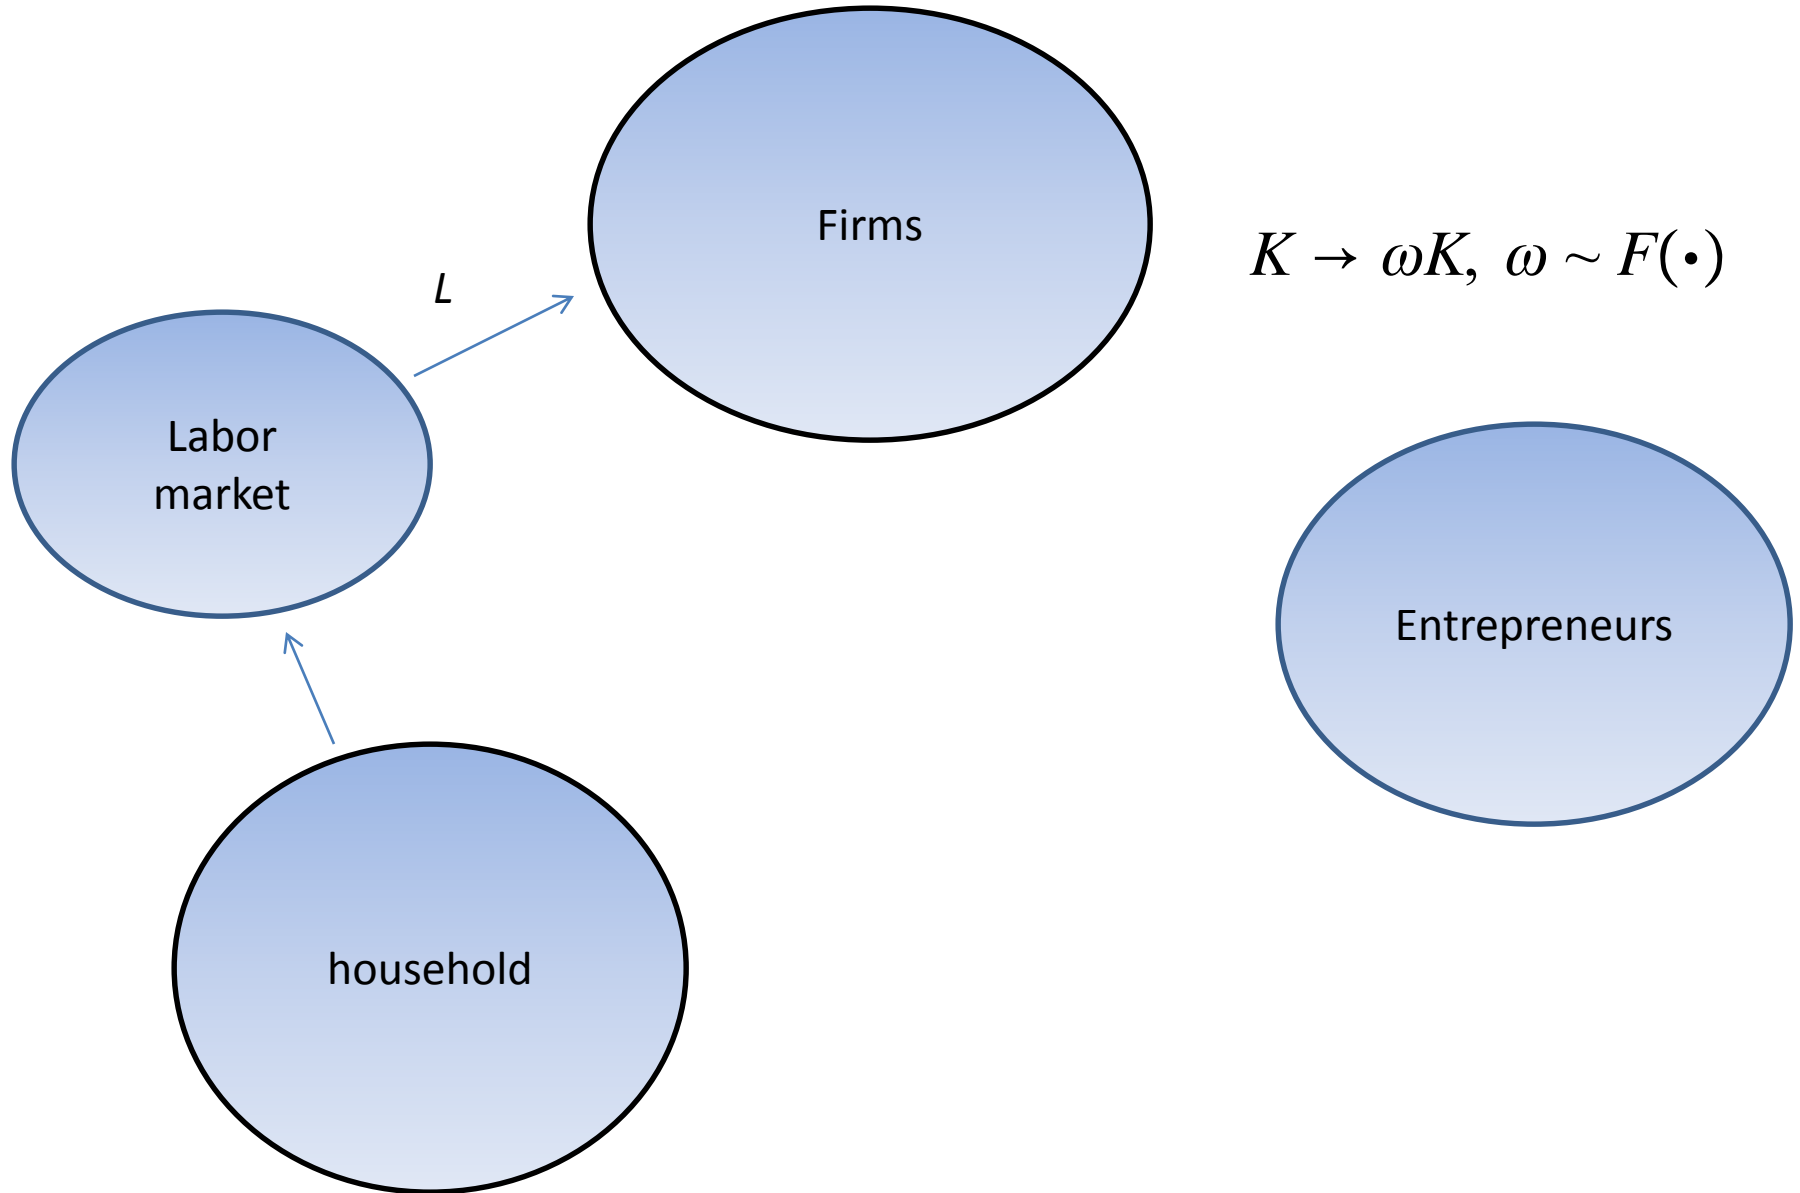 Firms
K → ωK, ω ~ F(•)
L
Labor
market
Entrepreneurs
household